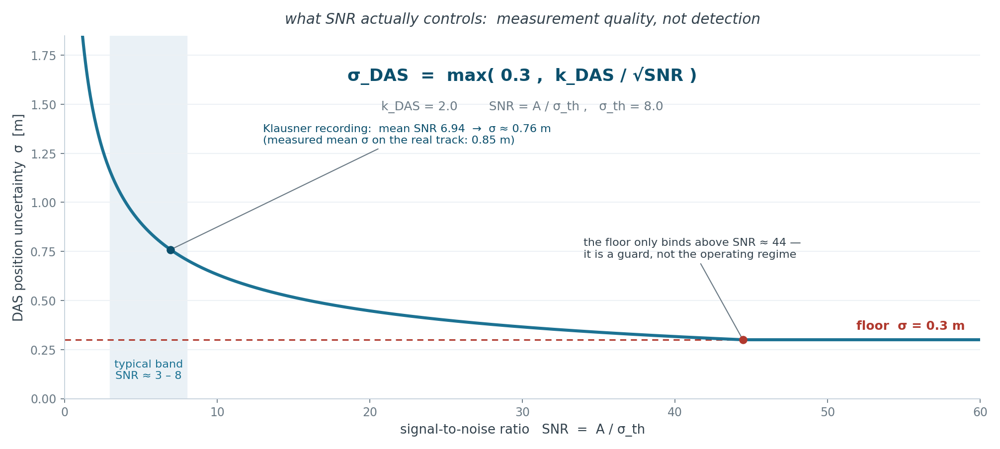 what SNR actually controls:  measurement quality, not detection
σ_DAS  =  max( 0.3 ,  k_DAS / √SNR )
k_DAS = 2.0        SNR = A / σ_th ,   σ_th = 8.0
Klausner recording:  mean SNR 6.94  →  σ ≈ 0.76 m
(measured mean σ on the real track: 0.85 m)
the floor only binds above SNR ≈ 44 —
it is a guard, not the operating regime
floor  σ = 0.3 m
typical band
SNR ≈ 3 – 8
DAS position uncertainty  σ  [m]
1.75
1.50
1.25
1.00
0.75
0.50
0.25
0.00
0
10
20
30
40
50
60
signal-to-noise ratio   SNR  =  A / σ_th